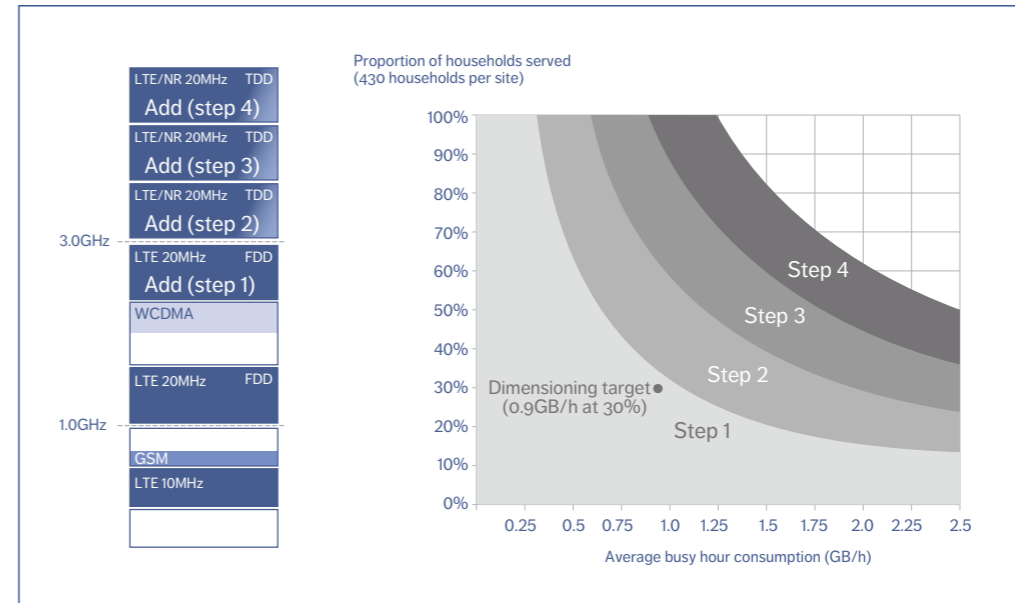 LTE/NR 20MHz TDD
Add (step 4)
LTE/NR 20MHz TDD
Add (step 3)
LTE/NR 20MHz TDD
Add (step 2)
3.0GHz
LTE 20MHz FDD
Add (step 1)
WCDMA
LTE 20MHz FDD
1.0GHz
GSM
LTE 10MHz
Proportion of households served
(430 households per site)
100%
90%
80%
70%
60%
50%
40%
30%
20%
10%
0%
Step 4
Step 3
Step 2
Dimensioning target
(0.9GB/h at 30%)
Step 1
0.25 0.5 0.75 1.0 1.25 1.5 1.75 2.0 2.25 2.5
Average busy hour consumption (GB/h)